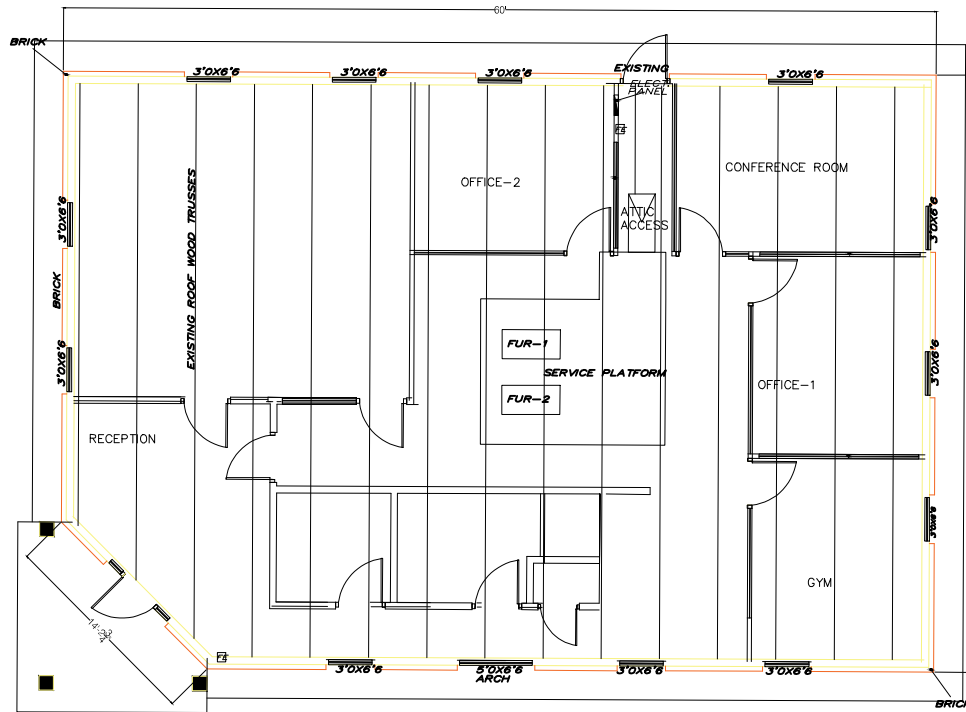 60'
BRICK
3'0X6'6
3'0X6'6
3'0X6'6
EXISTING
3'0X6'6
ELECT.
PANEL
FE
CONFERENCE ROOM
OFFICE-2
EXISTING ROOF WOOD TRUSSES
3'0X6'6
ATTIC
ACCESS
3'0X6'6
BRICK
FUR-1
3'0X6'6
SERVICE PLATFORM
3'0X6'6
OFFICE-1
FUR-2
RECEPTION
3'0X6'6
GYM
FE
3'0X6'6
5'0X6'6
ARCH
3'0X6'6
3'0X6'6
BRICK